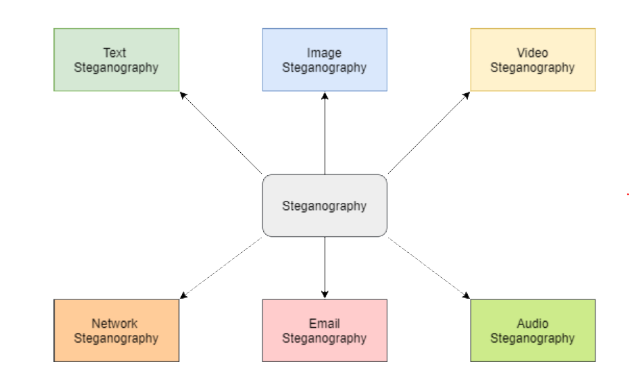 Text
Steganography
Image
Steganography
Video
Steganography
Steganography
Network
Steganography
Email
Steganography
Audio
Steganography